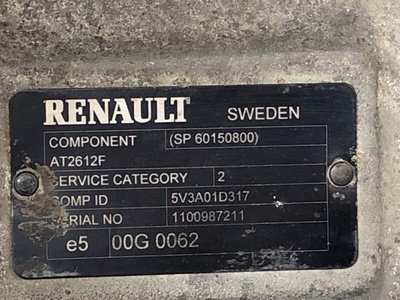 RENAULT SWEDEN
COMPONENT (SP 60150800)
AT2612F
SERVICE CATEGORY 2
COMP ID 5V3A01D317
SERIAL NO 1100987211
e5 00G 0062